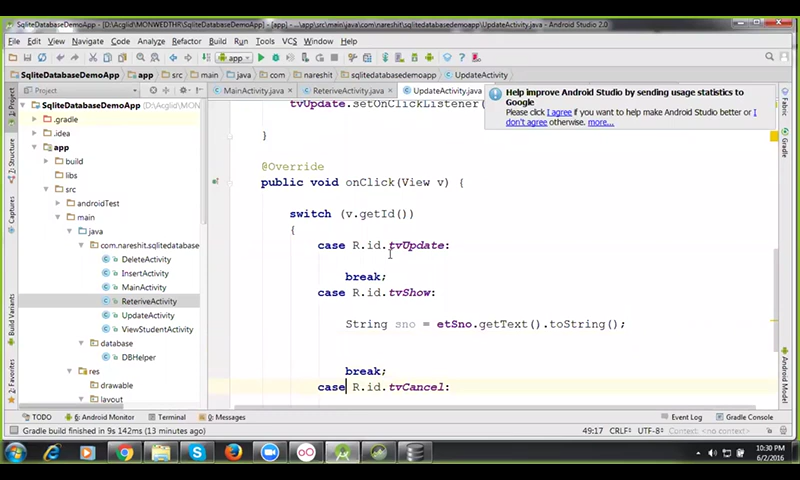 SqliteDatabaseDemoApp - [D:\Acglid\MONWEDTHR\SqliteDatabaseDemoApp] - [app] - ...\app\src\main\java\com\nareshit\sqlitedatabasedemoapp\UpdateActivity.java - Android Studio 2.0
File Edit View Navigate Code Analyze Refactor Build Run Tools VCS Window Help
app
SqliteDatabaseDemoApp app src main java com nareshit sqlitedatabasedemoapp UpdateActivity
Project
MainActivity.java ReteriveActivity.java UpdateActivity.java
Help improve Android Studio by sending usage statistics to
Google
Please click I agree if you want to help make Android Studio better or I
don't agree otherwise. more...
1: Project
Z: Structure
Captures
Build Variants
2: Favorites
SqliteDatabaseDemoApp
.gradle
.idea
app
build
libs
src
androidTest
main
java
com.nareshit.sqlitedatabase
DeleteActivity
InsertActivity
MainActivity
ReteriveActivity
UpdateActivity
ViewStudentActivity
database
DBHelper
res
drawable
layout
tvUpdate.setOnClickListener(
}
@Override
public void onClick(View v) {
switch (v.getId())
{
case R.id.tvUpdate:
break;
case R.id.tvShow:
String sno = etSno.getText().toString();
break;
case R.id.tvCancel:
Fabric
Gradle
Android Model
TODO 6: Android Monitor Terminal 0: Messages Event Log Gradle Console
Gradle build finished in 9s 142ms (13 minutes ago) 49:17 CRLF UTF-8 Context: <no context>
10:30 PM
6/2/2016